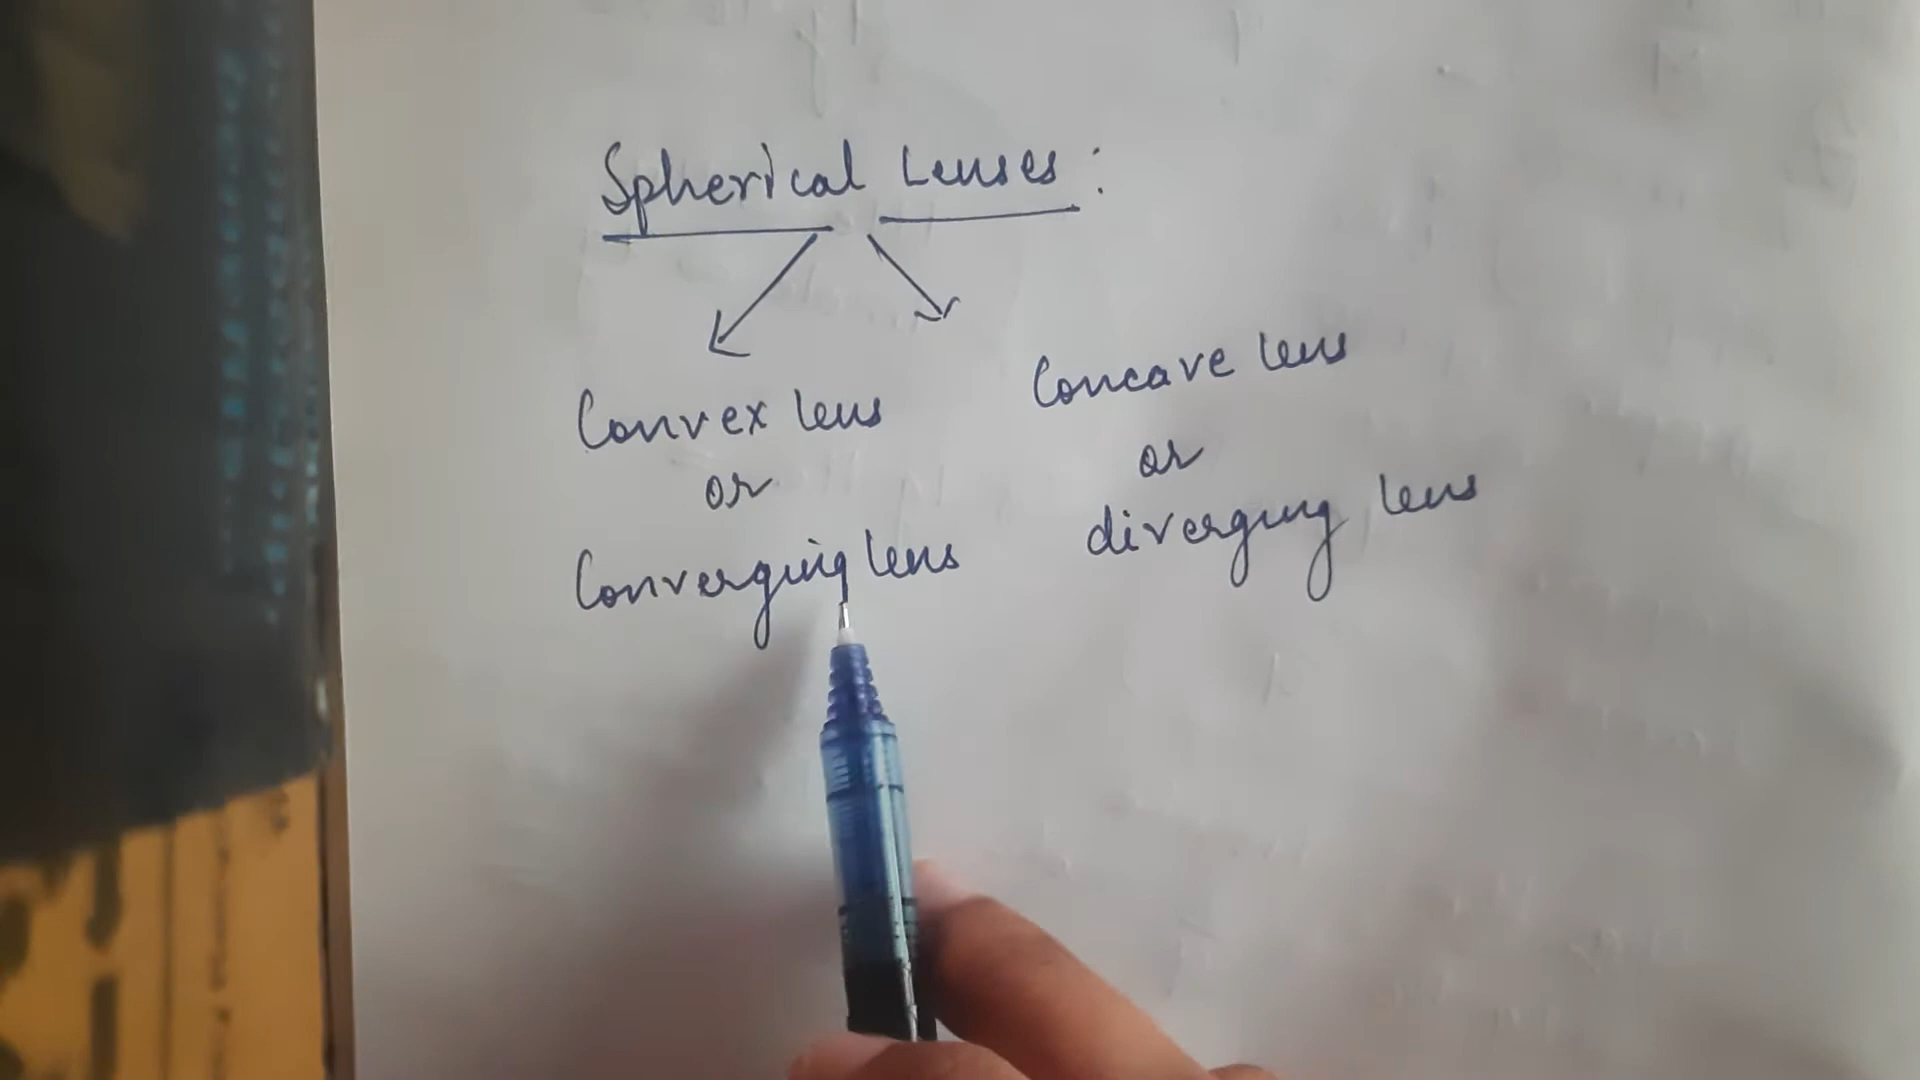 Spherical Lenses:
Convex lens
or
Converging lens
Concave lens
or
diverging lens